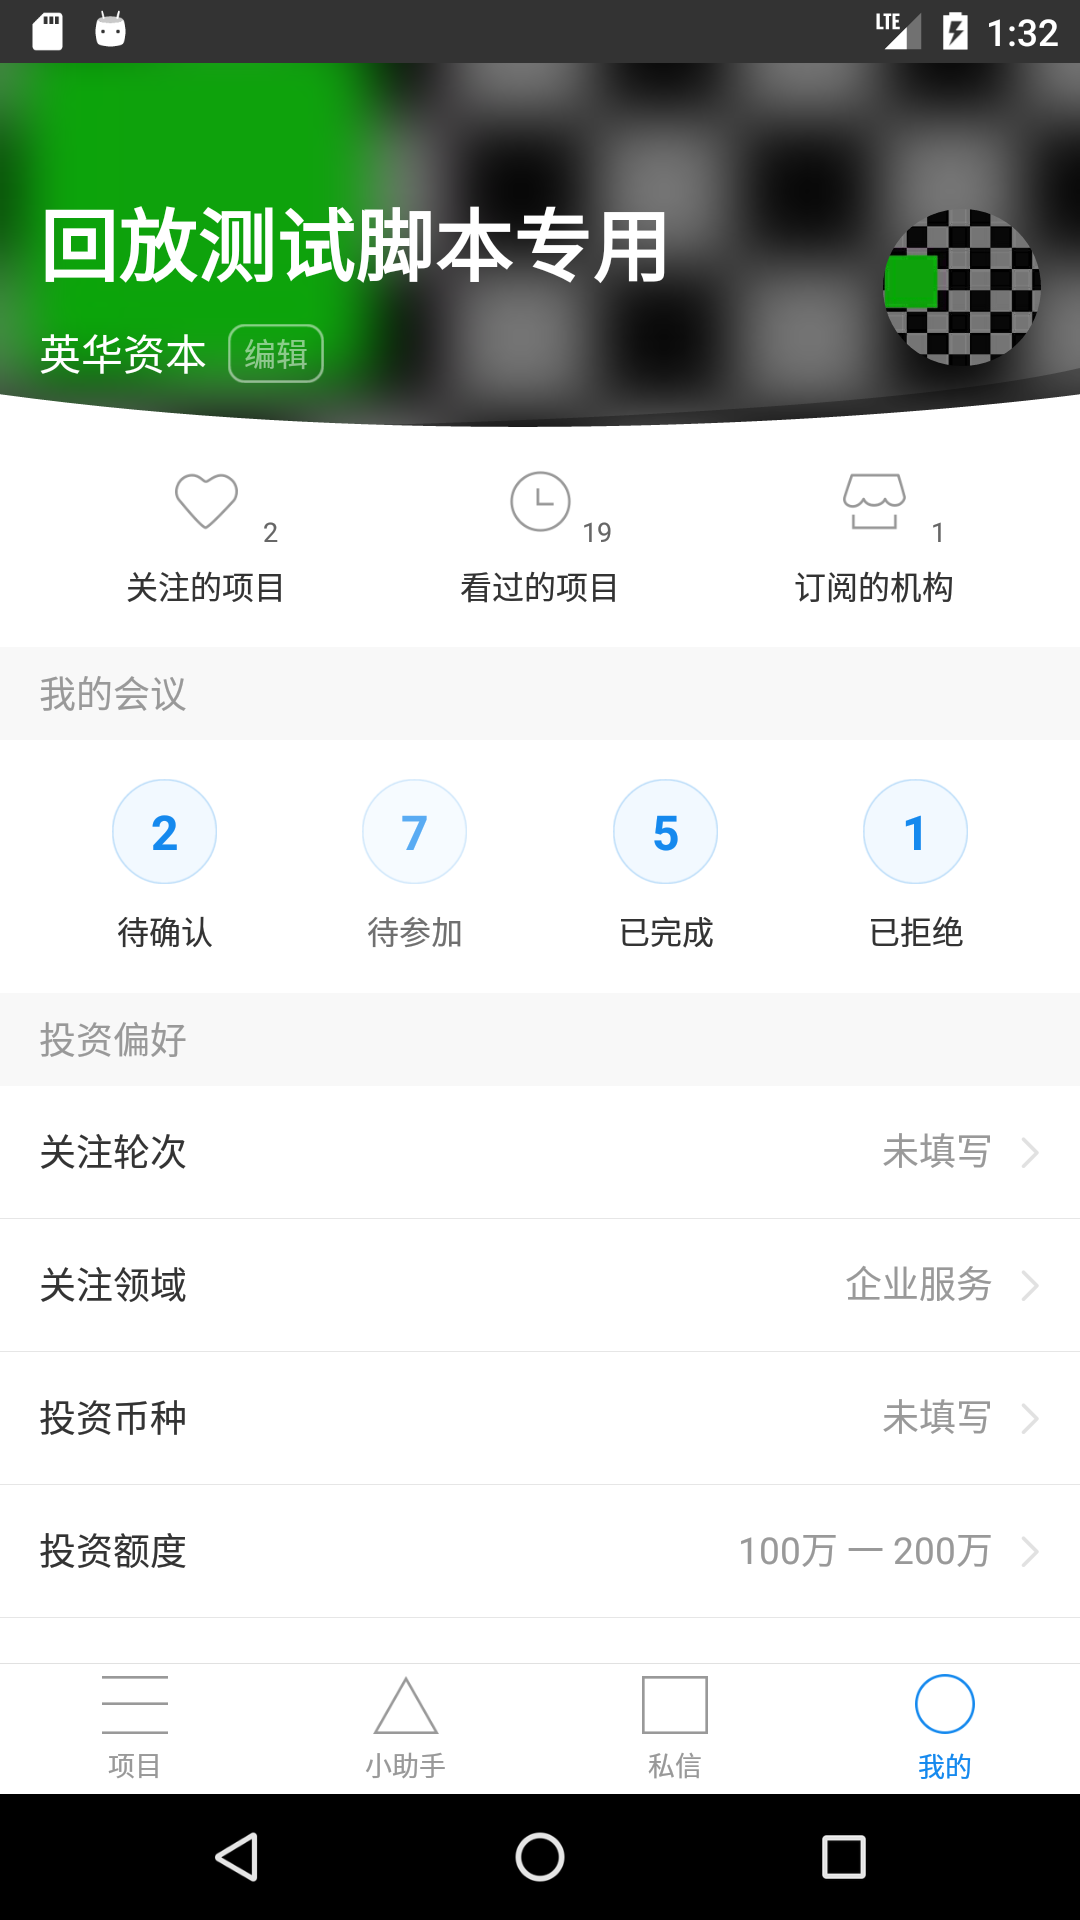 LTE 1:32
回放测试脚本专用
英华资本 编辑
2 19 1
关注的项目 看过的项目 订阅的机构
我的会议
2 7 5 1
待确认 待参加 已完成 已拒绝
投资偏好
关注轮次 未填写
关注领域 企业服务
投资币种 未填写
投资额度 100万 一 200万
项目 小助手 私信 我的